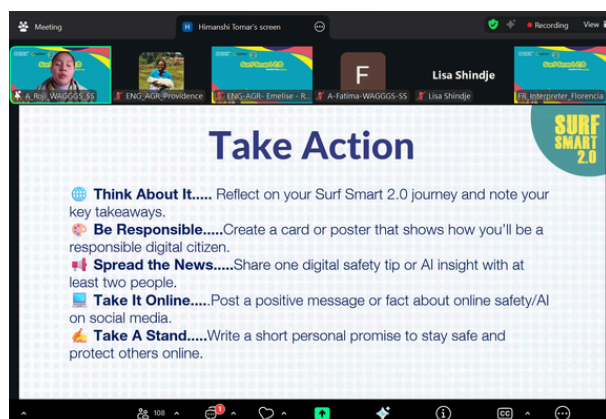 Meeting
H Himanshi Tomar's screen
Recording View
A_Roji_WAGGGS_SS
ENG_AGR_Providence
ENG-AGR- Emelise - R...
F
A-Fatima-WAGGGS-SS
Lisa Shindje
Lisa Shindje
FR_Interpreter_Florencia
SURF
SMART
2.0
Take Action
Think About It..... Reflect on your Surf Smart 2.0 journey and note your
key takeaways.
Be Responsible.....Create a card or poster that shows how you'll be a
responsible digital citizen.
Spread the News.....Share one digital safety tip or AI insight with at
least two people.
Take It Online.....Post a positive message or fact about online safety/AI
on social media.
Take A Stand.....Write a short personal promise to stay safe and
protect others online.
108
1
CC